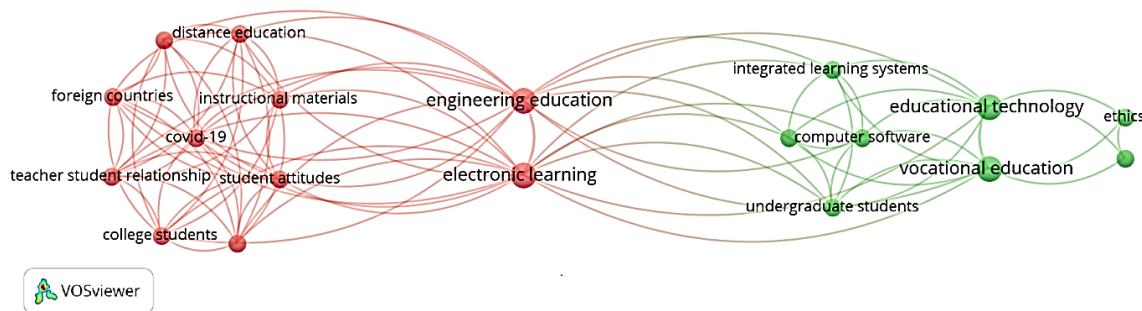 distance education
foreign countries
instructional materials
covid-19
teacher student relationship
student attitudes
college students
engineering education
electronic learning
integrated learning systems
computer software
undergraduate students
educational technology
vocational education
ethics
VOSviewer